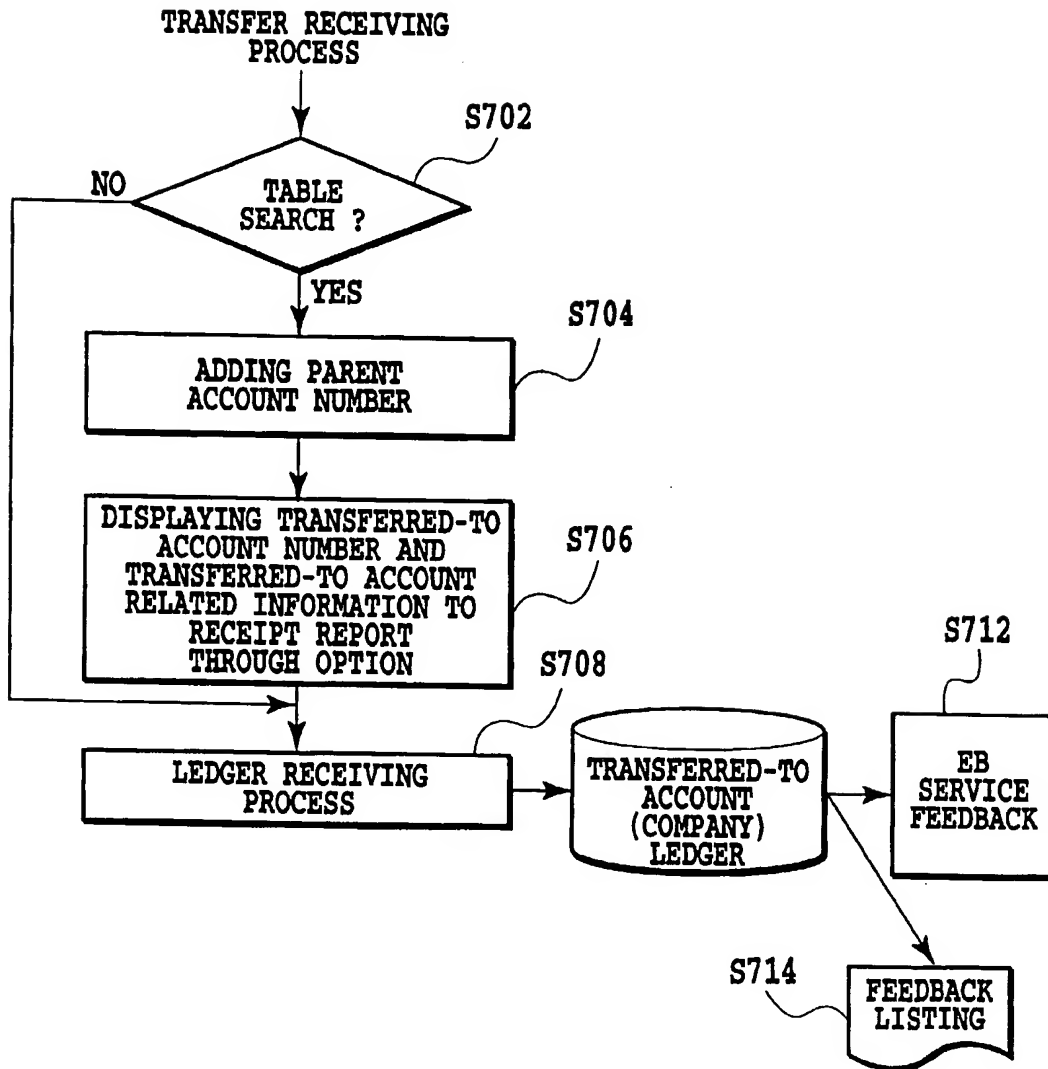 TRANSFER RECEIVING
PROCESS
S702
NO
TABLE
SEARCH ?
YES
S704
ADDING PARENT
ACCOUNT NUMBER
DISPLAYING TRANSFERRED-TO
ACCOUNT NUMBER AND
TRANSFERRED-TO ACCOUNT
RELATED INFORMATION TO
RECEIPT REPORT
THROUGH OPTION
S706
S708
LEDGER RECEIVING
PROCESS
TRANSFERRED-TO
ACCOUNT
(COMPANY)
LEDGER
S712
EB
SERVICE
FEEDBACK
S714
FEEDBACK
LISTING